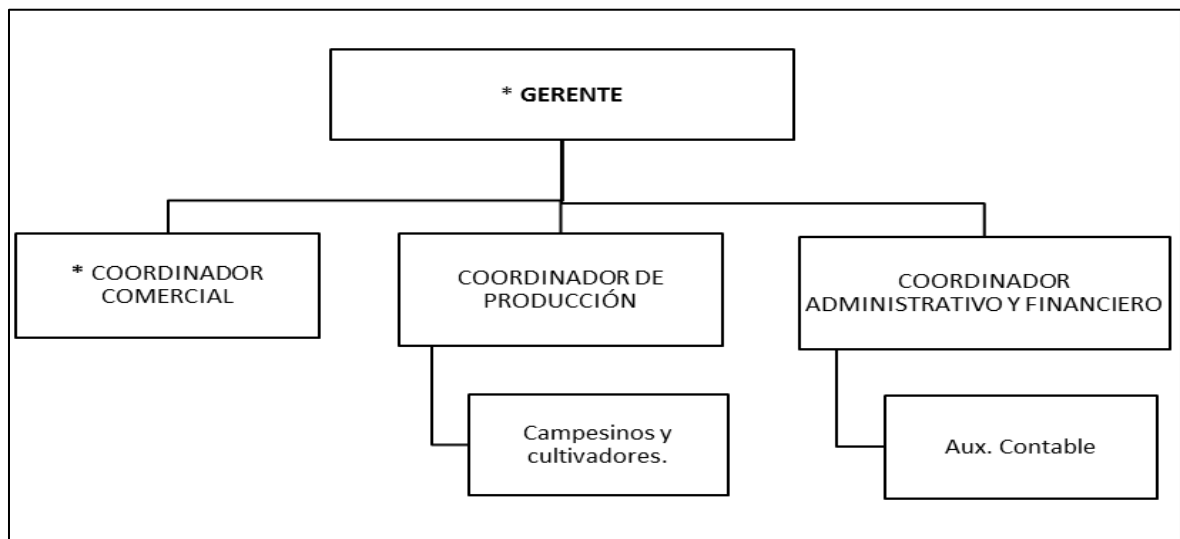 * GERENTE
* COORDINADOR
COMERCIAL
COORDINADOR DE
PRODUCCIÓN
COORDINADOR
ADMINISTRATIVO Y FINANCIERO
Campesinos y
cultivadores.
Aux. Contable